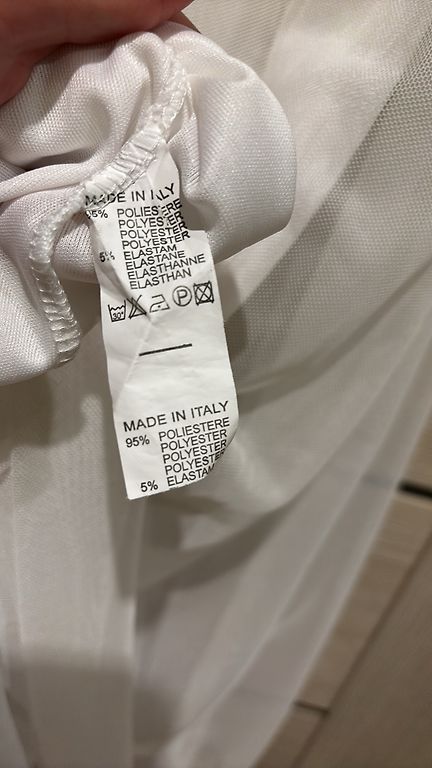 MADE IN
95% POLIESTERE
POLYESTER
POLYESTER
POLYESTER
5% ELASTAM
ELASTANE
ELASTHANNE
ELASTHAN
30°
P
MADE IN ITALY
95% POLIESTERE
POLYESTER
POLYESTER
POLYESTER
5% ELASTAM